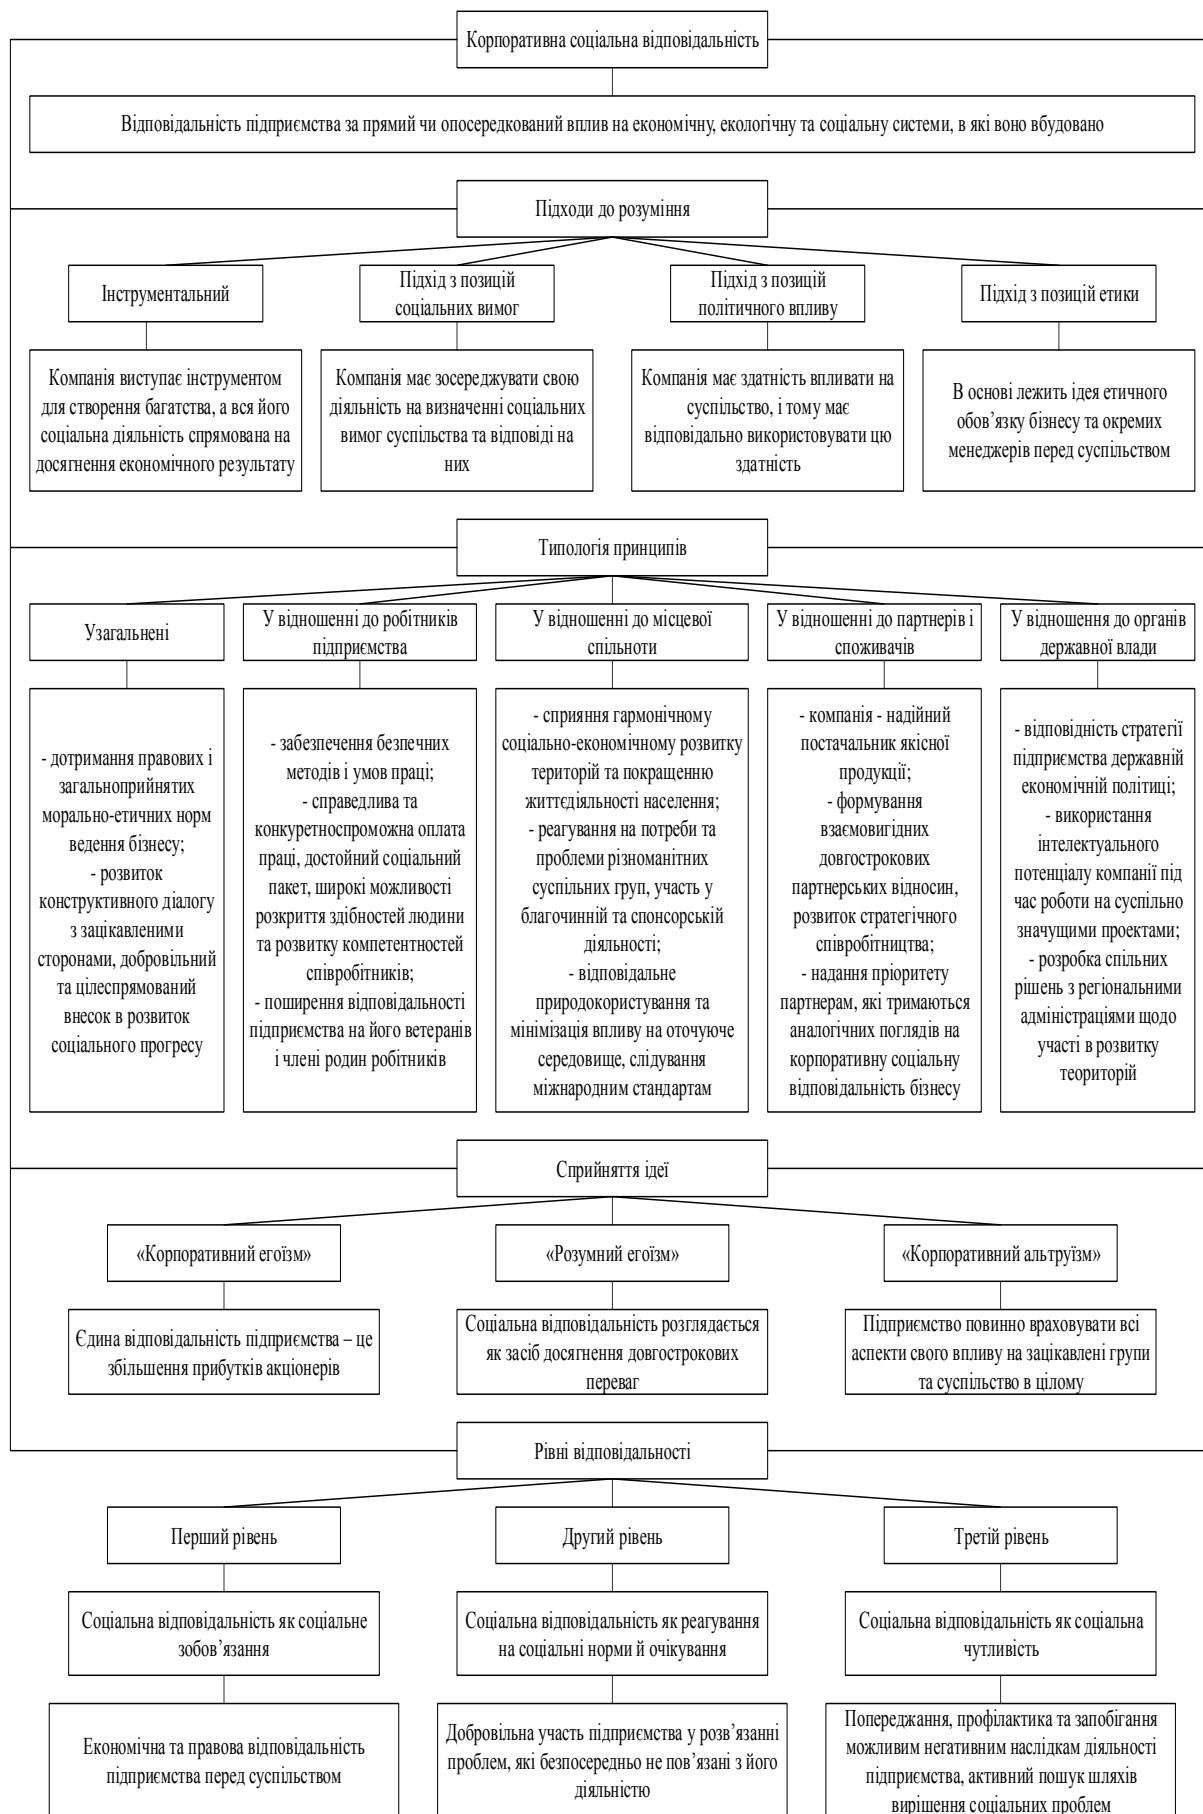 Корпоративна соціальна відповідальність
Відповідальність підприємства за прямий чи опосередкований вплив на економічну, екологічну та соціальну системи, в які воно вбудовано
Підходи до розуміння
Інструментальний
Підхід з позицій
соціальних вимог
Підхід з позицій
політичного впливу
Підхід з позицій етики
Компанія виступає інструментом
для створення багатства, а вся його
соціальна діяльність спрямована на
досягнення економічного результату
Компанія має зосереджувати свою
діяльність на визначенні соціальних
вимог суспільства та відповіді на
них
Компанія має здатність впливати на
суспільство, і тому має
відповідально використовувати цю
здатність
В основі лежить ідея етичного
обов’язку бізнесу та окремих
менеджерів перед суспільством
Типологія принципів
Узагальнені
У відношенні до робітників
підприємства
У відношенні до місцевої
спільноти
У відношенні до партнерів і
споживачів
У відношення до органів
державної влади
- дотримання правових і
загальноприйнятих
морально-етичних норм
ведення бізнесу;
- розвиток
конструктивного діалогу
з зацікавленими
сторонами, добровільний
та цілеспрямований
внесок в розвиток
соціального прогресу
- забезпечення безпечних
методів і умов праці;
- справедлива та
конкуретноспроможна оплата
праці, достойний соціальний
пакет, широкі можливості
розкриття здібностей людини
та розвитку компетентностей
співробітників;
- поширення відповідальності
підприємства на його ветеранів
і члені родин робітників
- сприяння гармонічному
соціально-економічному розвитку
територій та покращенню
життєдіяльності населення;
- реагування на потреби та
проблеми різноманітних
суспільних груп, участь у
благочинній та спонсорській
діяльності;
- відповідальне
природокористування та
мінімізація впливу на оточуюче
середовище, слідування
міжнародним стандартам
- компанія - надійний
постачальник якісної
продукції;
- формування
взаємовигідних
довгострокових
партнерських відносин,
розвиток стратегічного
співробітництва;
- надання пріоритету
партнерам, які тримаються
аналогічних поглядів на
корпоративну соціальну
відповідальність бізнесу
- відповідність стратегії
підприємства державній
економічній політиці;
- використання
інтелектуального
потенціалу компанії під
час роботи на суспільно
значущими проектами;
- розробка спільних
рішень з регіональними
адміністраціями щодо
участі в розвитку
теориторій
Сприйняття ідеї
«Корпоративний егоїзм»
«Розумний егоїзм»
«Корпоративний альтруїзм»
Єдина відповідальність підприємства – це
збільшення прибутків акціонерів
Соціальна відповідальність розглядається
як засіб досягнення довгострокових
переваг
Підприємство повинно враховувати всі
аспекти свого впливу на зацікавлені групи
та суспільство в цілому
Рівні відповідальності
Перший рівень
Другий рівень
Третій рівень
Соціальна відповідальність як соціальне
зобов’язання
Соціальна відповідальність як реагування
на соціальні норми й очікування
Соціальна відповідальність як соціальна
чутливість
Економічна та правова відповідальність
підприємства перед суспільством
Добровільна участь підприємства у розв’язанні
проблем, які безпосередньо не пов’язані з його
діяльністю
Попереджання, профілактика та запобігання
можливим негативним наслідкам діяльності
підприємства, активний пошук шляхів
вирішення соціальних проблем